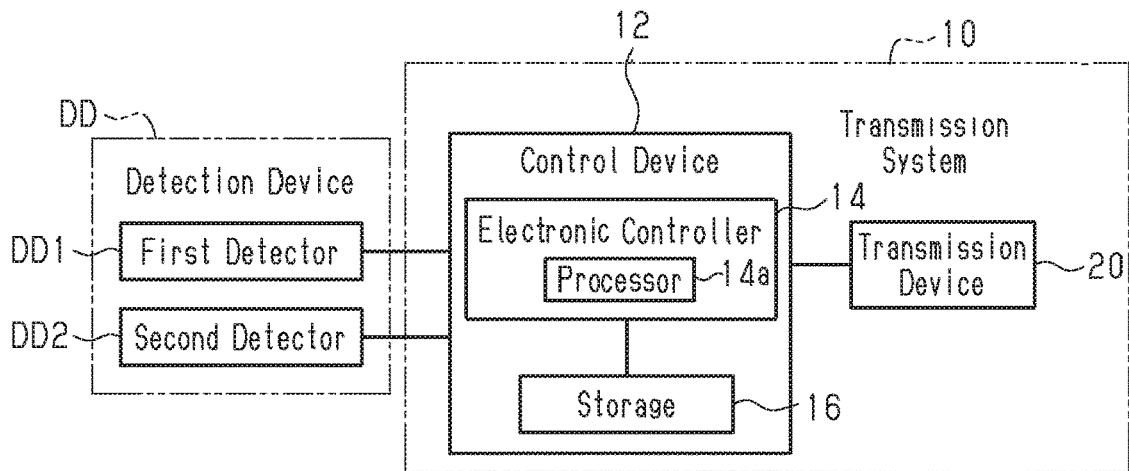 12
10
DD
Transmission
System
Control Device
Detection Device
14
Electronic Controller
DD1
First Detector
Transmission
Device
Processor
14a
20
DD2
Second Detector
Storage
16